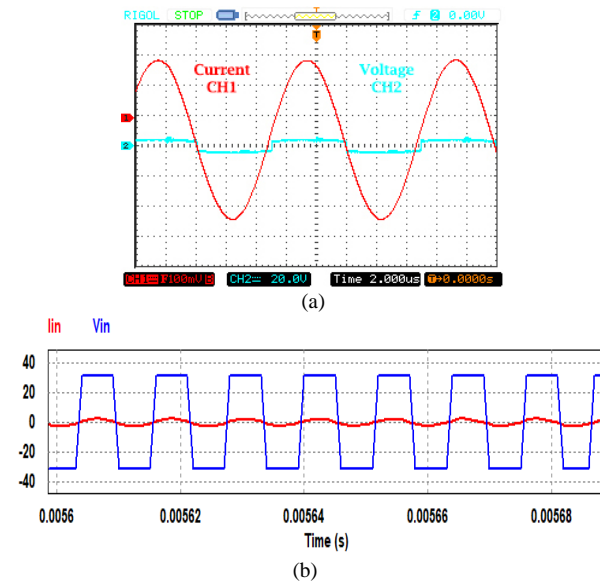 RIGOL STOP 2 0.00V
T
Current Voltage
CH1 CH2
1
2
CH1 100mV CH2 20.0V Time 2.000us T→0.0000s
(a)
Iin Vin
40
20
0
-20
-40
0.0056 0.00562 0.00564 0.00566 0.00568
Time (s)
(b)